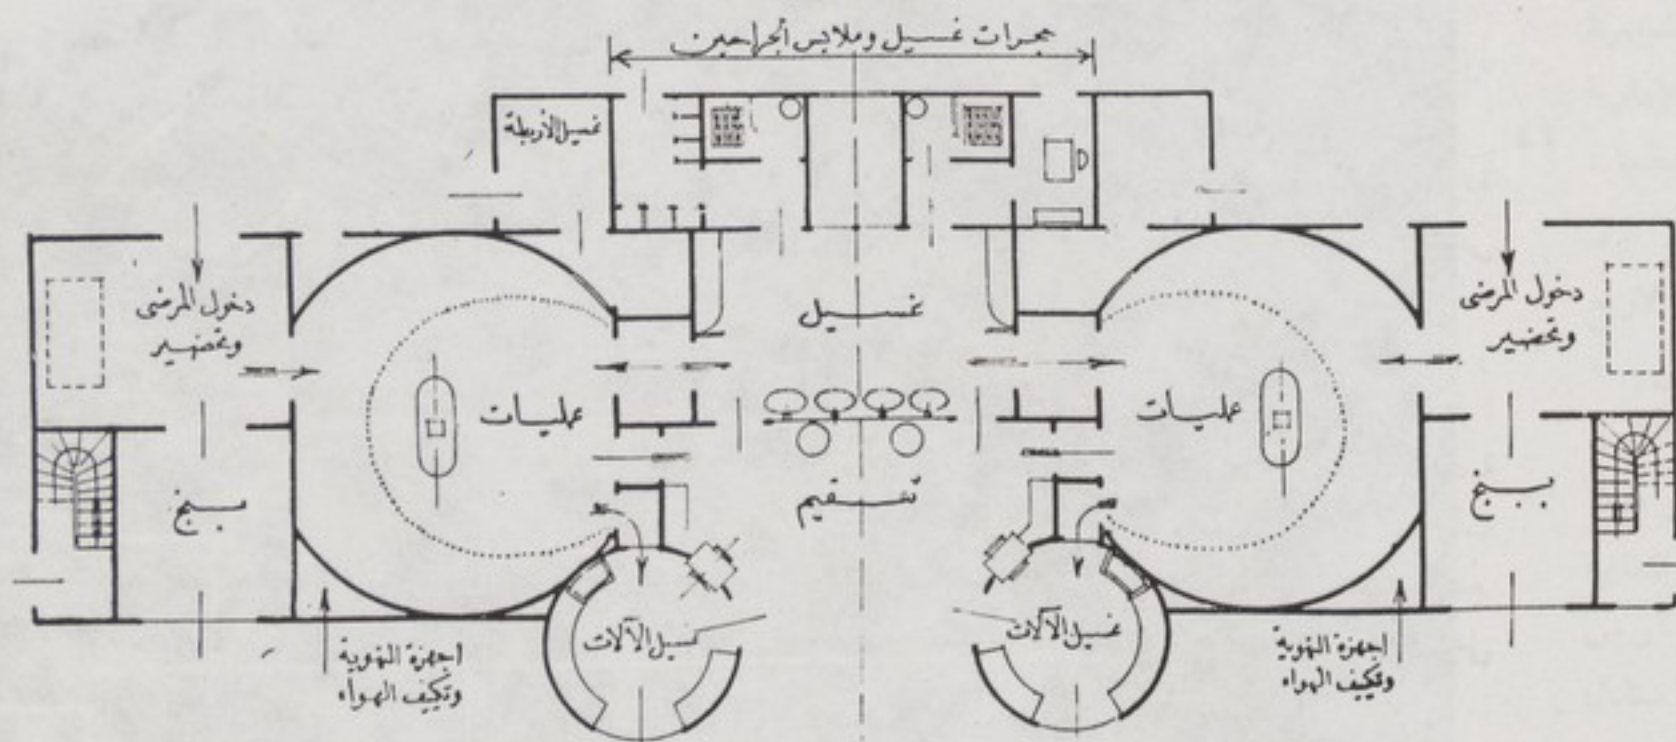 حجرات غسيل وملابس الجراحين
غسيل الأربطة
دخول المرضى
وتحضير
غسيل
دخول المرضى
وتحضير
عمليات
عمليات
بنج
تعقيم
بنج
غسيل الآلات
غسيل الآلات
اجهزة التهوية
وتكييف الهواء
اجهزة التهوية
وتكييف الهواء